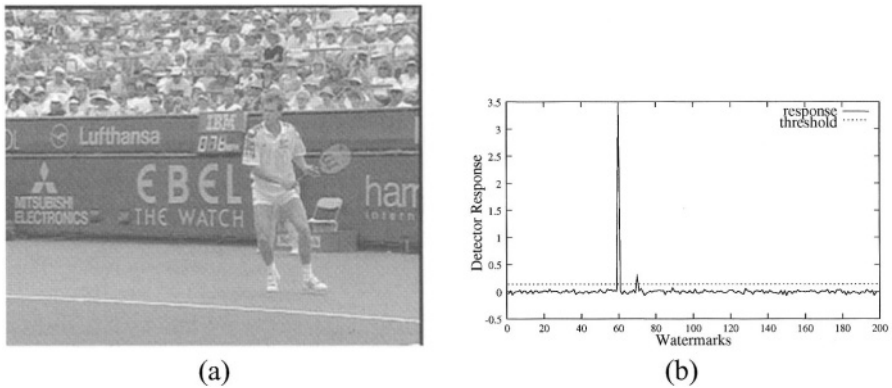 Lufthansa
IBM
076
MITSUBISHI
ELECTRONICS
EBEL
THE WATCH
ham
intern
(a)
3.5
3
2.5
2
1.5
1
0.5
0
-0.5
0 20 40 60 80 100 120 140 160 180 200
Detector Response
Watermarks
response
threshold
(b)